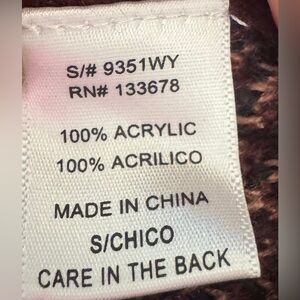 S/# 9351WY
RN# 133678
100% ACRYLIC
100% ACRILICO
MADE IN CHINA
S/CHICO
CARE IN THE BACK